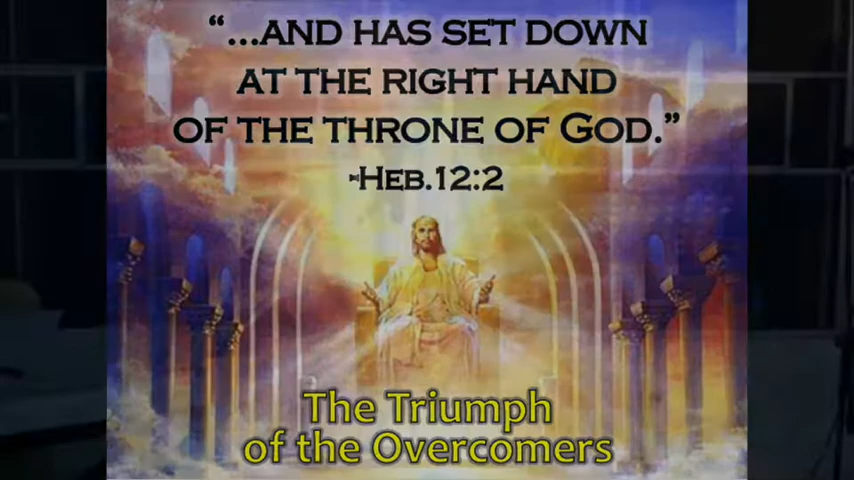 “...AND HAS SET DOWN
AT THE RIGHT HAND
OF THE THRONE OF GOD.”
-HEB.12:2
The Triumph
of the Overcomers